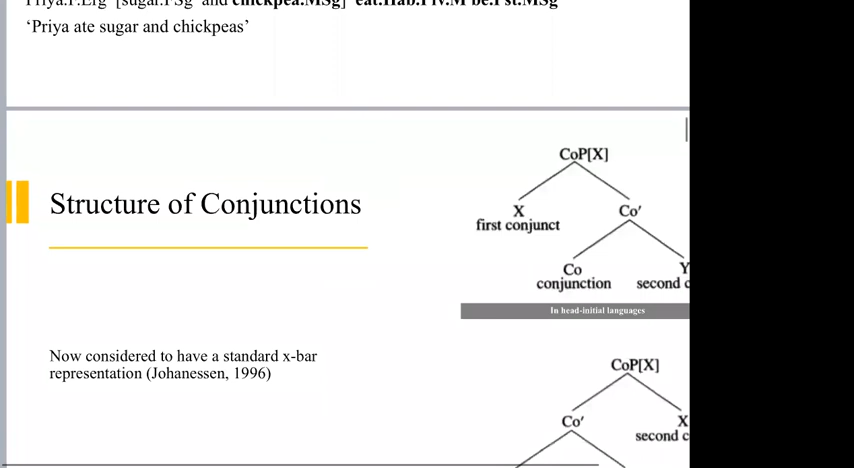 ‘Priya ate sugar and chickpeas’
CoP[X]
Structure of Conjunctions
X
Co′
first conjunct
Co
Y
conjunction
second
In head-initial languages
Now considered to have a standard x-bar
representation (Johanessen, 1996)
CoP[X]
Co′
X
second